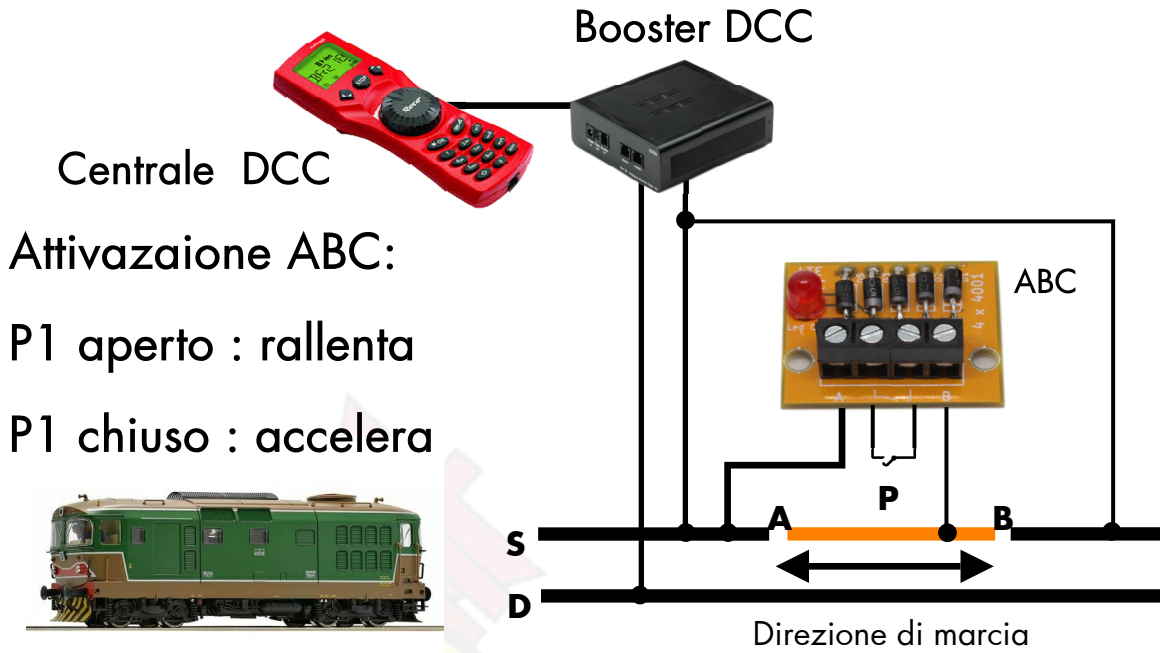 Booster DCC
Centrale DCC
Attivazaione ABC:
P1 aperto : rallenta
P1 chiuso : accelera
ABC
4 x 4001
A
B
P
A
B
S
D
Direzione di marcia